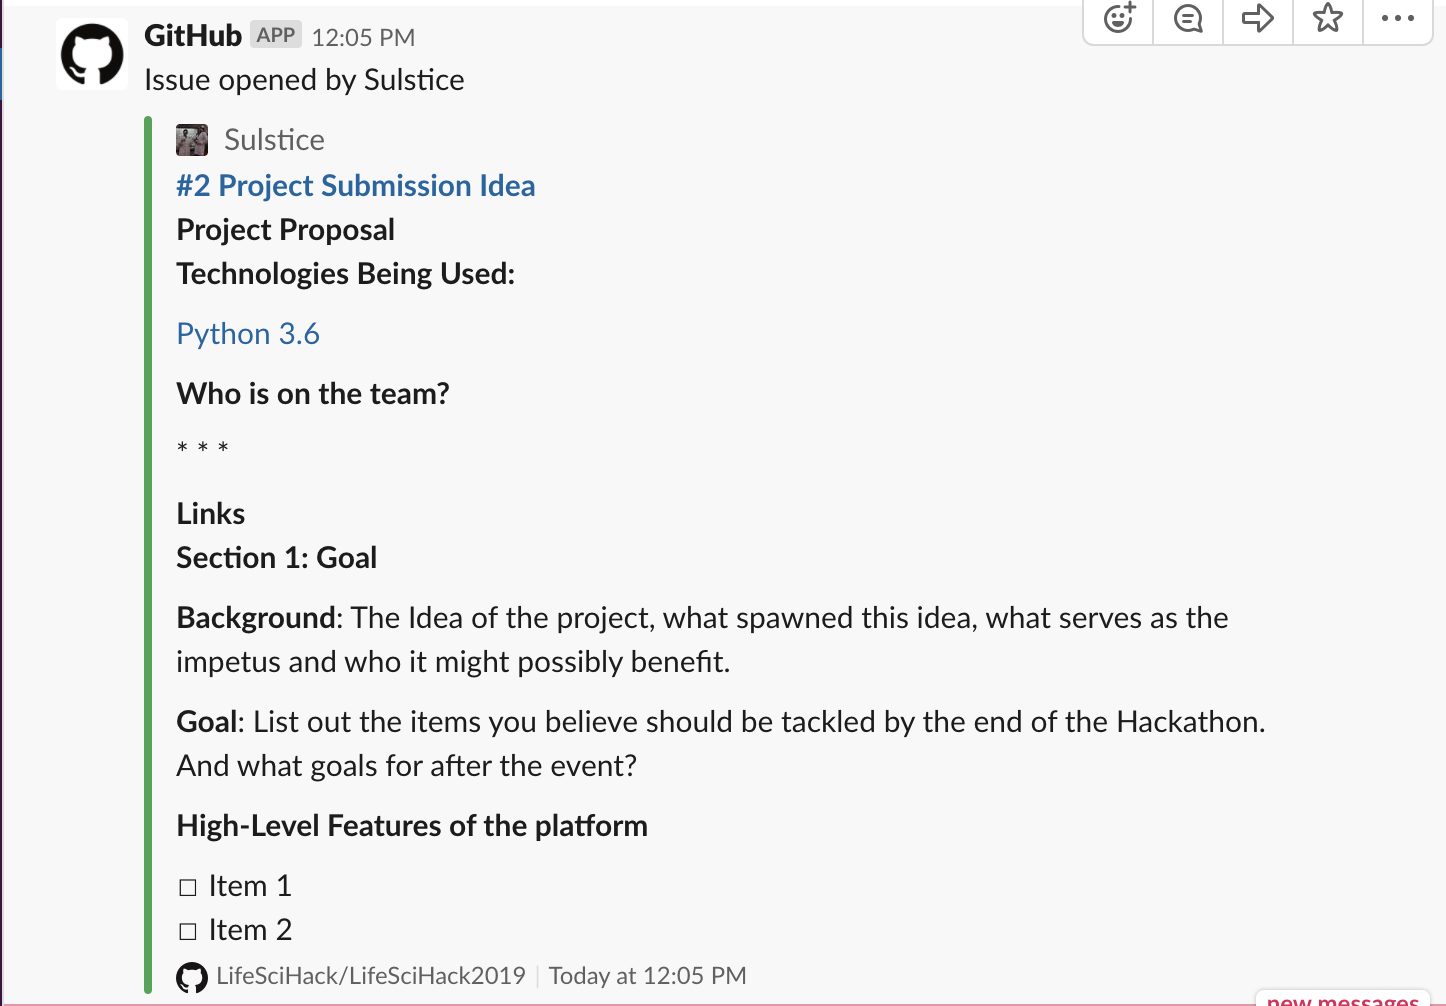 GitHub APP 12:05 PM
Issue opened by Sulstice
Sulstice
#2 Project Submission Idea
Project Proposal
Technologies Being Used:
Python 3.6
Who is on the team?
* * *
Links
Section 1: Goal
Background: The Idea of the project, what spawned this idea, what serves as the
impetus and who it might possibly benefit.
Goal: List out the items you believe should be tackled by the end of the Hackathon.
And what goals for after the event?
High-Level Features of the platform
☐ Item 1
☐ Item 2
LifeSciHack/LifeSciHack2019 | Today at 12:05 PM
new messages